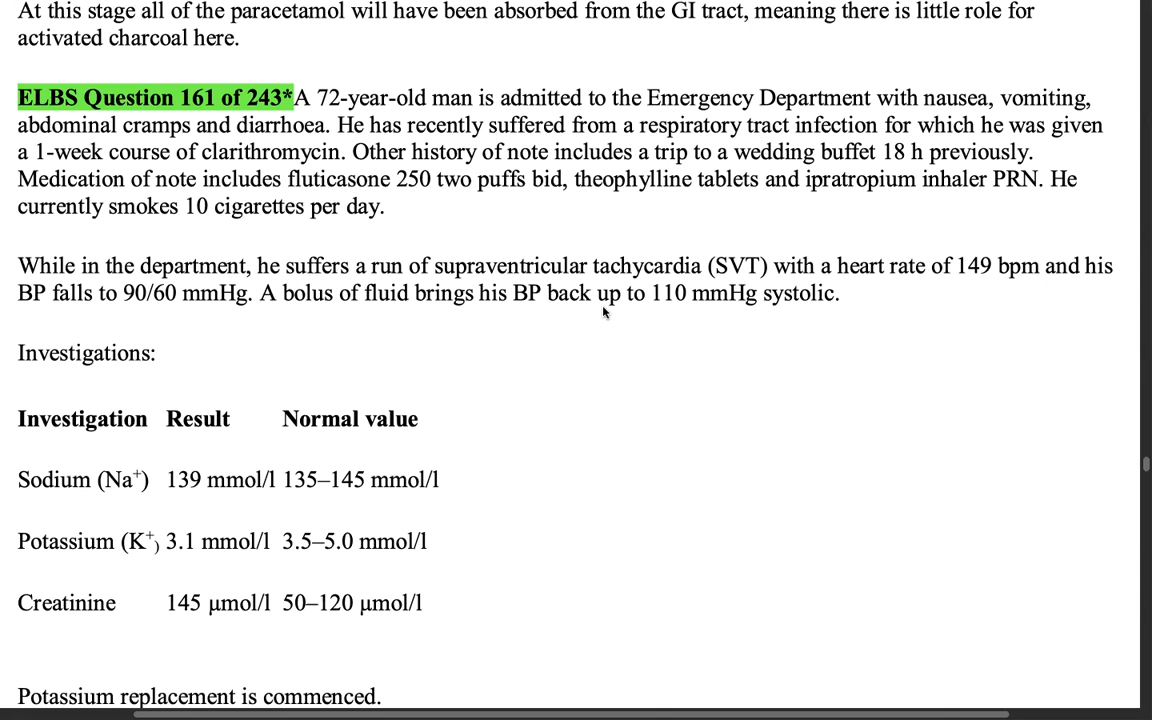 At this stage all of the paracetamol will have been absorbed from the GI tract, meaning there is little role for
activated charcoal here.
ELBS Question 161 of 243*A 72-year-old man is admitted to the Emergency Department with nausea, vomiting,
abdominal cramps and diarrhoea. He has recently suffered from a respiratory tract infection for which he was given
a 1-week course of clarithromycin. Other history of note includes a trip to a wedding buffet 18 h previously.
Medication of note includes fluticasone 250 two puffs bid, theophylline tablets and ipratropium inhaler PRN. He
currently smokes 10 cigarettes per day.
While in the department, he suffers a run of supraventricular tachycardia (SVT) with a heart rate of 149 bpm and his
BP falls to 90/60 mmHg. A bolus of fluid brings his BP back up to 110 mmHg systolic.
Investigations:
Investigation Result Normal value
Sodium (Na⁺) 139 mmol/l 135–145 mmol/l
Potassium (K⁺) 3.1 mmol/l 3.5–5.0 mmol/l
Creatinine 145 µmol/l 50–120 µmol/l
Potassium replacement is commenced.